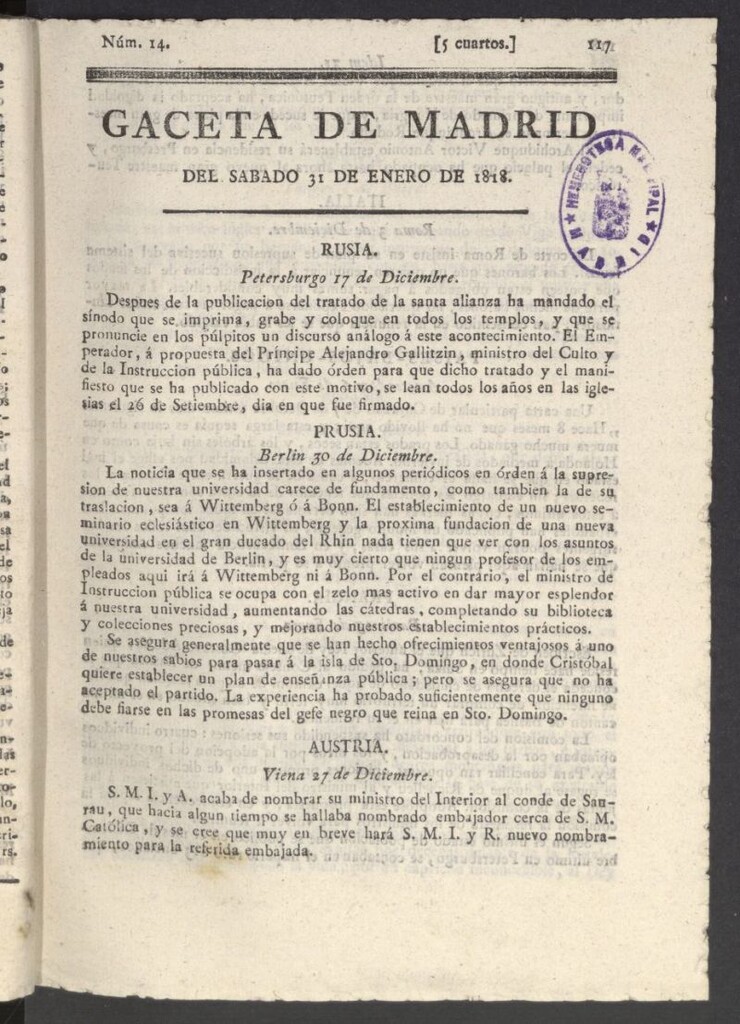 Núm. 14. [5 cuartos.] 117
GACETA DE MADRID
DEL SABADO 31 DE ENERO DE 1818.
HEMEROTECA MUNICIPAL
MADRID
RUSIA.
Petersburgo 17 de Diciembre.
Despues de la publicacion del tratado de la santa alianza ha mandado el
sínodo que se imprima, grabe y coloque en todos los templos, y que se
pronuncie en los púlpitos un discurso análogo á este acontecimiento. El Em-
perador, á propuesta del Príncipe Alejandro Gallitzin, ministro del Culto y
de la Instruccion pública, ha dado órden para que dicho tratado y el mani-
fiesto que se ha publicado con este motivo, se lean todos los años en las igle-
sias el 26 de Setiembre, dia en que fue firmado.
PRUSIA.
Berlin 30 de Diciembre.
La noticia que se ha insertado en algunos periódicos en órden á la supre-
sion de nuestra universidad carece de fundamento, como tambien la de su
traslacion, sea á Wittemberg ó á Bonn. El establecimiento de un nuevo se-
minario eclesiástico en Wittemberg y la proxima fundacion de una nueva
universidad en el gran ducado del Rhin nada tienen que ver con los asuntos
de la universidad de Berlin, y es muy cierto que ningun profesor de los em-
pleados aqui irá á Wittemberg ni á Bonn. Por el contrario, el ministro de
Instruccion pública se ocupa con el zelo mas activo en dar mayor esplendor
á nuestra universidad, aumentando las cátedras, completando su biblioteca
y colecciones preciosas, y mejorando nuestros establecimientos prácticos.
Se asegura generalmente que se han hecho ofrecimientos ventajosos á uno
de nuestros sabios para pasar á la isla de Sto. Domingo, en donde Cristóbal
quiere establecer un plan de enseñanza pública; pero se asegura que no ha
aceptado el partido. La experiencia ha probado suficientemente que ninguno
debe fiarse en las promesas del gefe negro que reina en Sto. Domingo.
AUSTRIA.
Viena 27 de Diciembre.
S. M. I. y A. acaba de nombrar su ministro del Interior al conde de Sau-
rau, que hacia algun tiempo se hallaba nombrado embajador cerca de S. M.
Católica, y se cree que muy en breve hará S. M. I. y R. nuevo nombra-
miento para la referida embajada.